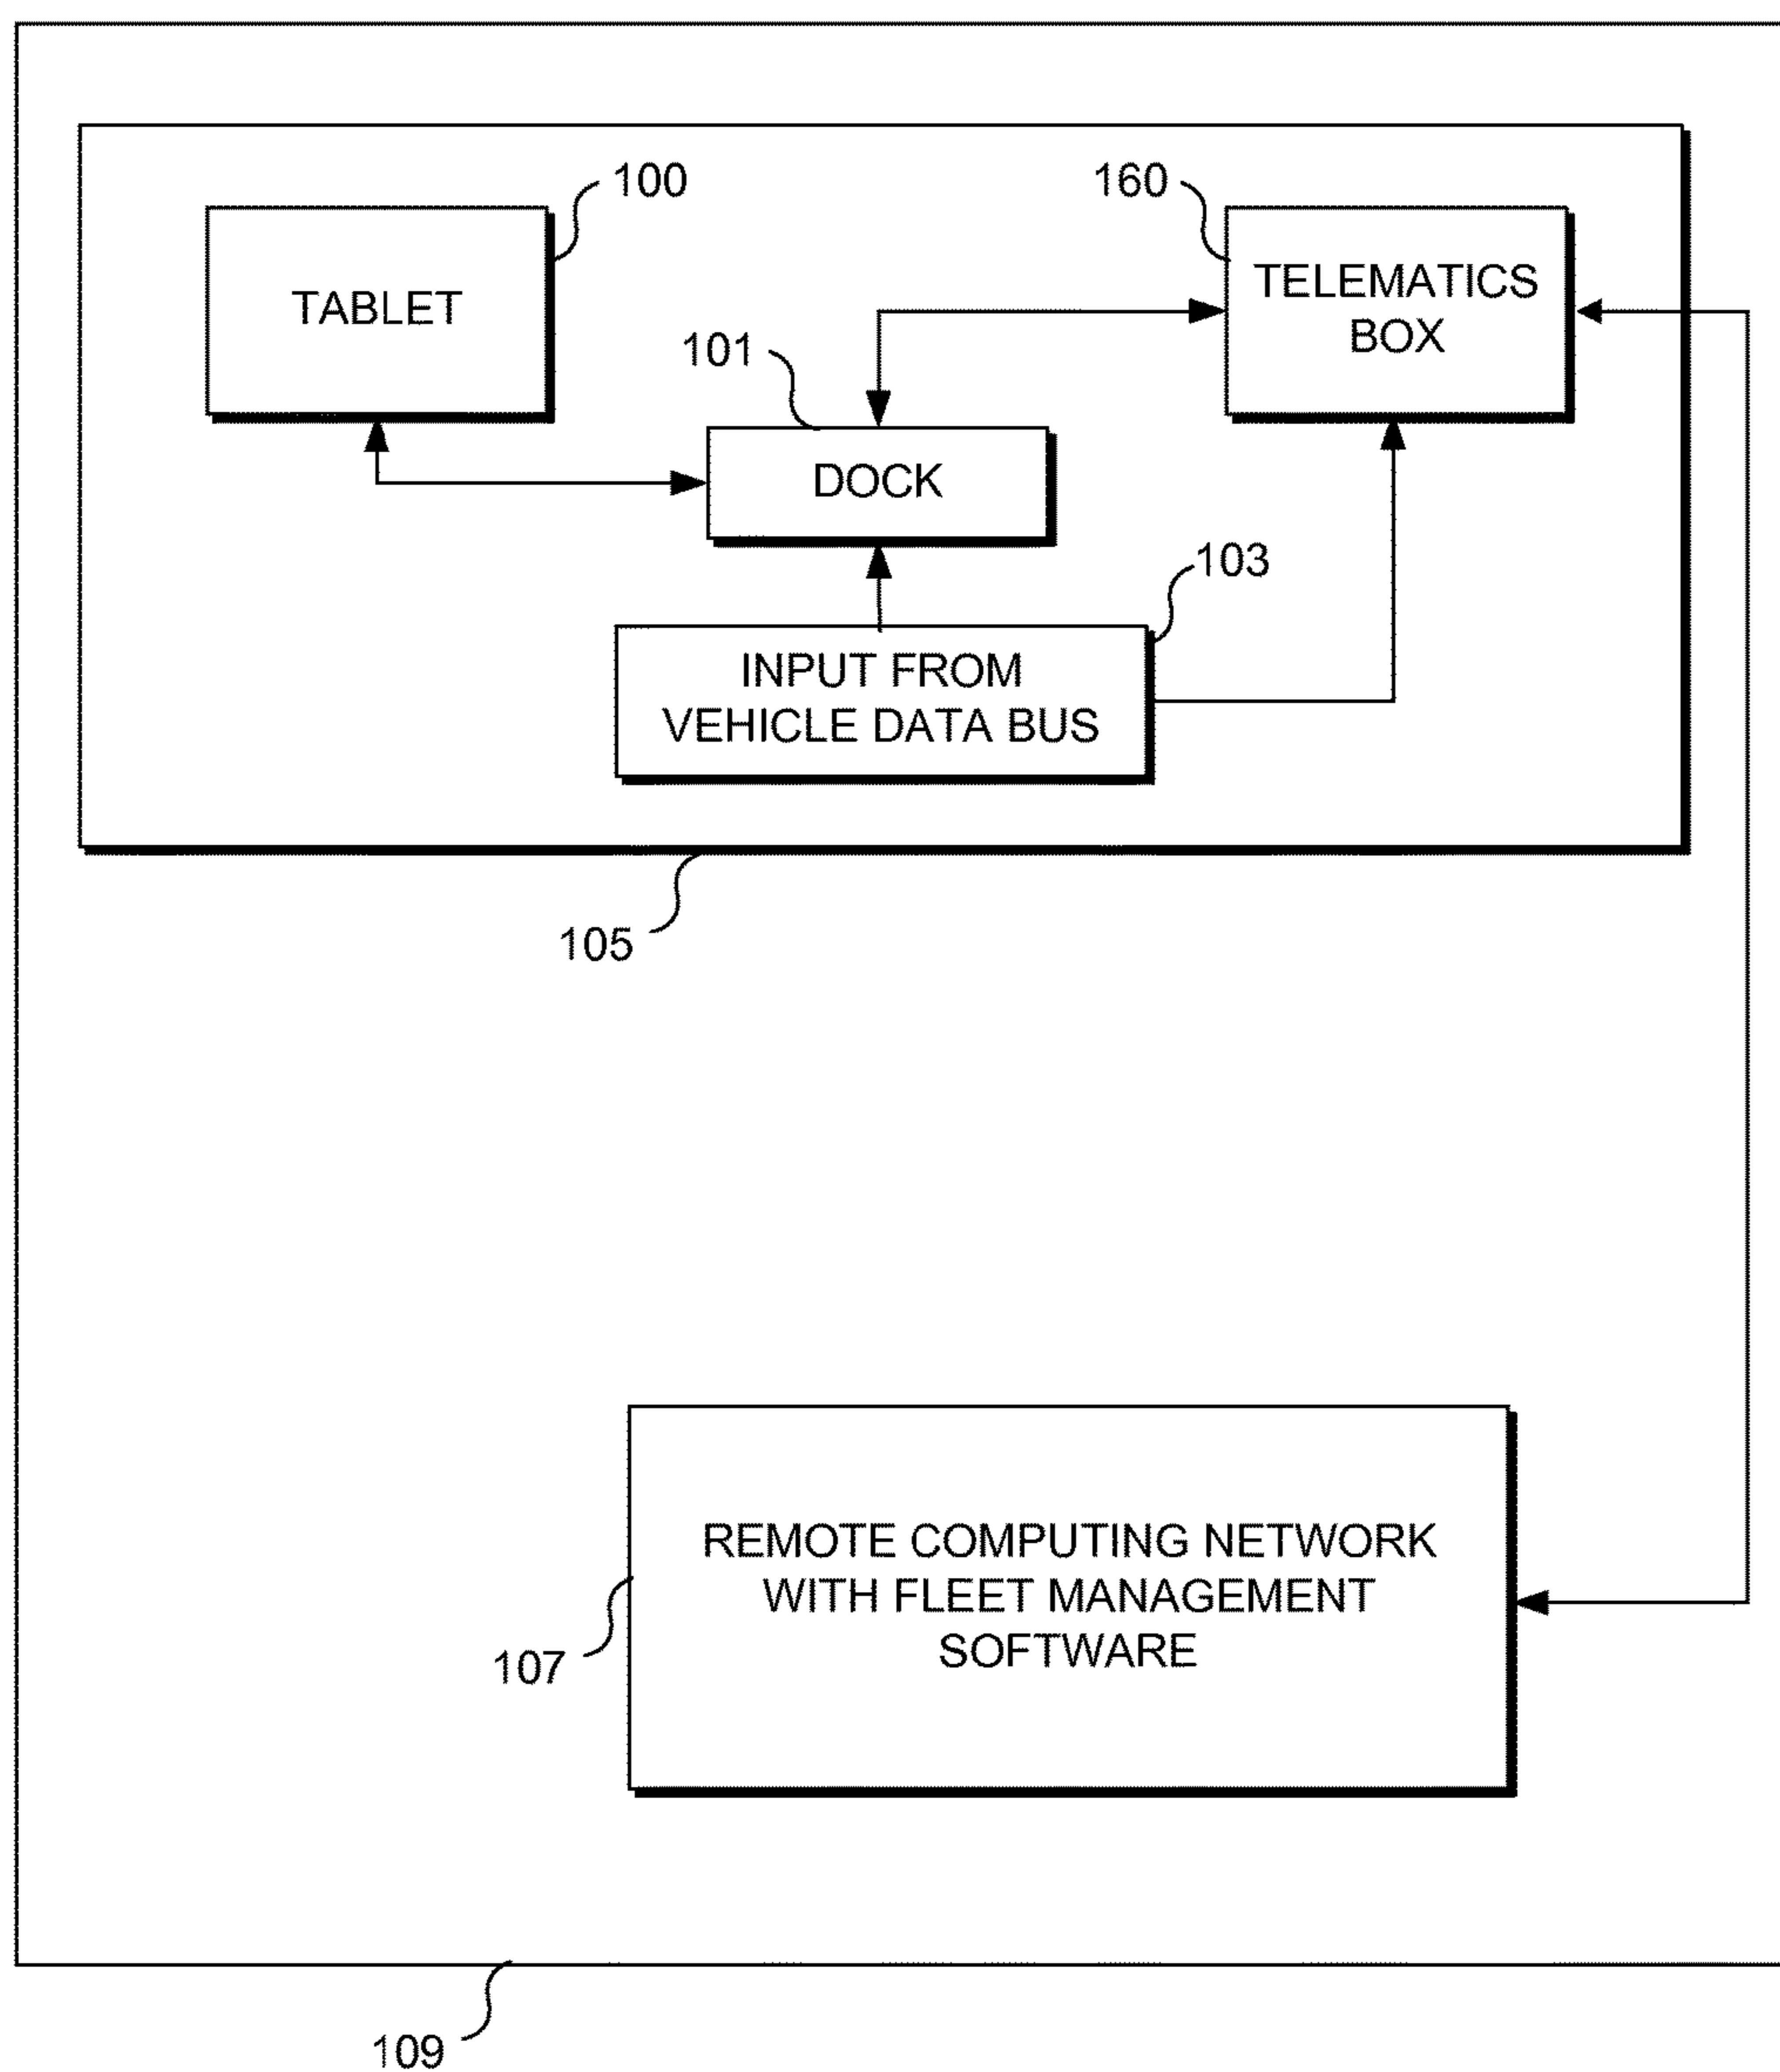 100
160
TABLET
TELEMATICS
BOX
101
DOCK
103
INPUT FROM
VEHICLE DATA BUS
105
REMOTE COMPUTING NETWORK
WITH FLEET MANAGEMENT
SOFTWARE
107
109